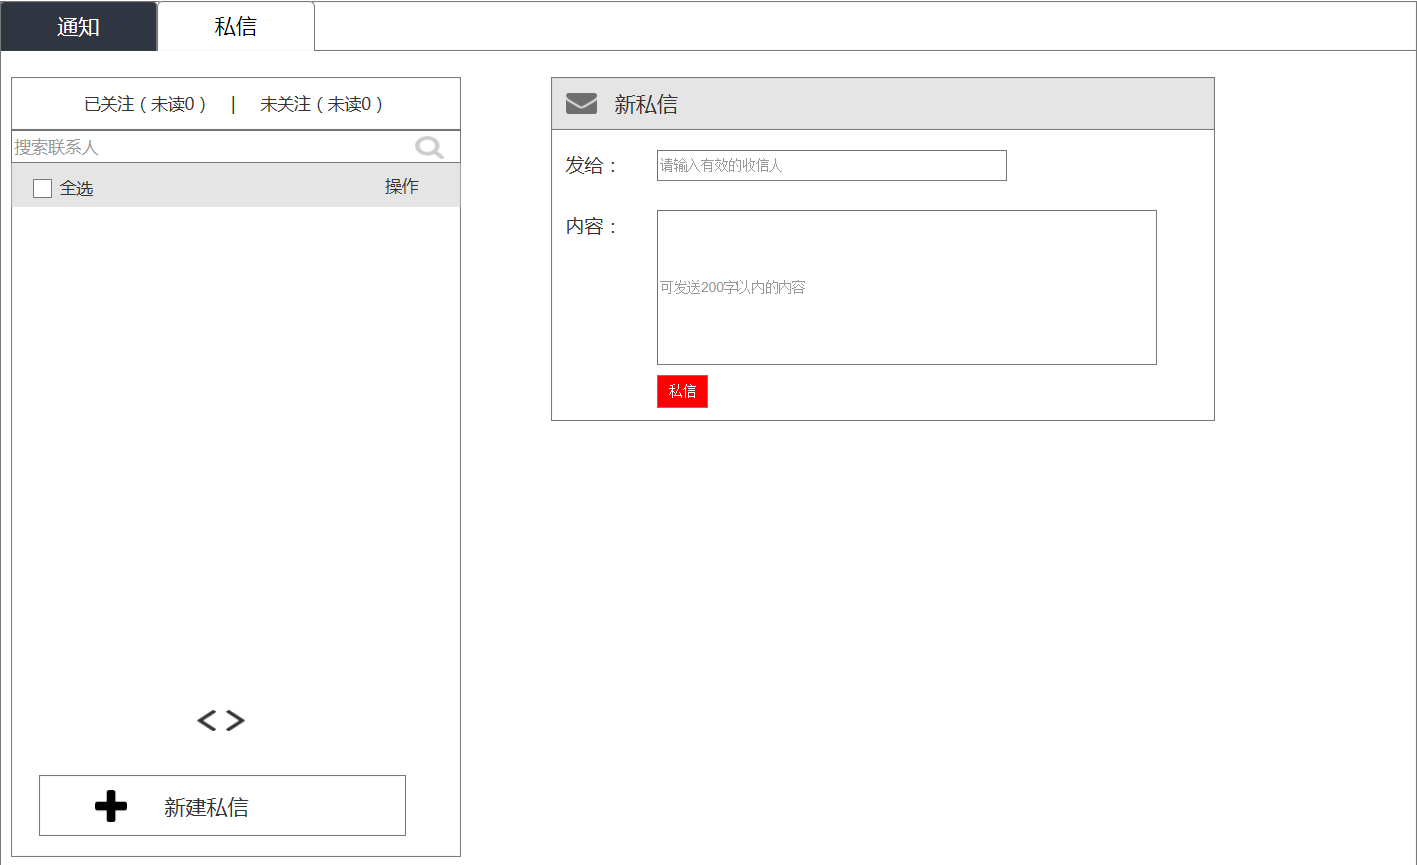 通知 私信
已关注（未读0） | 未关注（未读0）
搜索联系人
全选 操作
新建私信
新私信
发给：
请输入有效的收信人
内容：
可发送200字以内的内容
私信